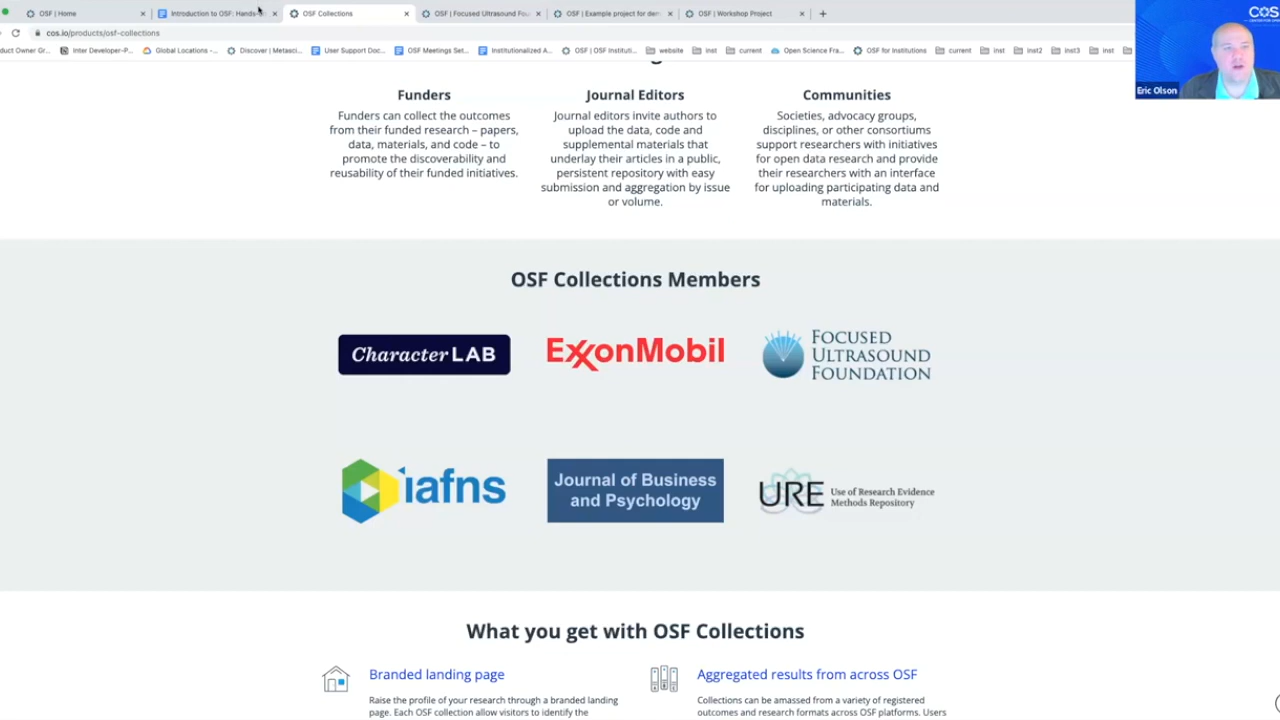 OSF | Home
Introduction to OSF: Hands-
OSF Collections
OSF | Focused Ultrasound Fou
OSF | Example project for dem
OSF | Workshop Project
cos.io/products/osf-collections
duct Owner Gr...
Inter Developer-P...
Global Locations -...
Discover | Metasci...
User Support Doc...
OSF Meetings Set...
Institutionalized A...
OSF | OSF Instituti...
website
inst
current
Open Science Fra...
OSF for Institutions
current
inst
inst2
inst3
inst
COS
Eric Olson
Funders
Funders can collect the outcomes
from their funded research – papers,
data, materials, and code – to
promote the discoverability and
reusability of their funded initiatives.
Journal Editors
Journal editors invite authors to
upload the data, code and
supplemental materials that
underlay their articles in a public,
persistent repository with easy
submission and aggregation by issue
or volume.
Communities
Societies, advocacy groups,
disciplines, or other consortiums
support researchers with initiatives
for open data research and provide
their researchers with an interface
for uploading participating data and
materials.
OSF Collections Members
Character LAB
ExxonMobil
FOCUSED
ULTRASOUND
FOUNDATION
iafns
Journal of Business
and Psychology
URE
Use of Research Evidence
Methods Repository
What you get with OSF Collections
Branded landing page
Raise the profile of your research through a branded landing
page. Each OSF collection allow visitors to identify the
Aggregated results from across OSF
Collections can be amassed from a variety of registered
outcomes and research formats across OSF platforms. Users